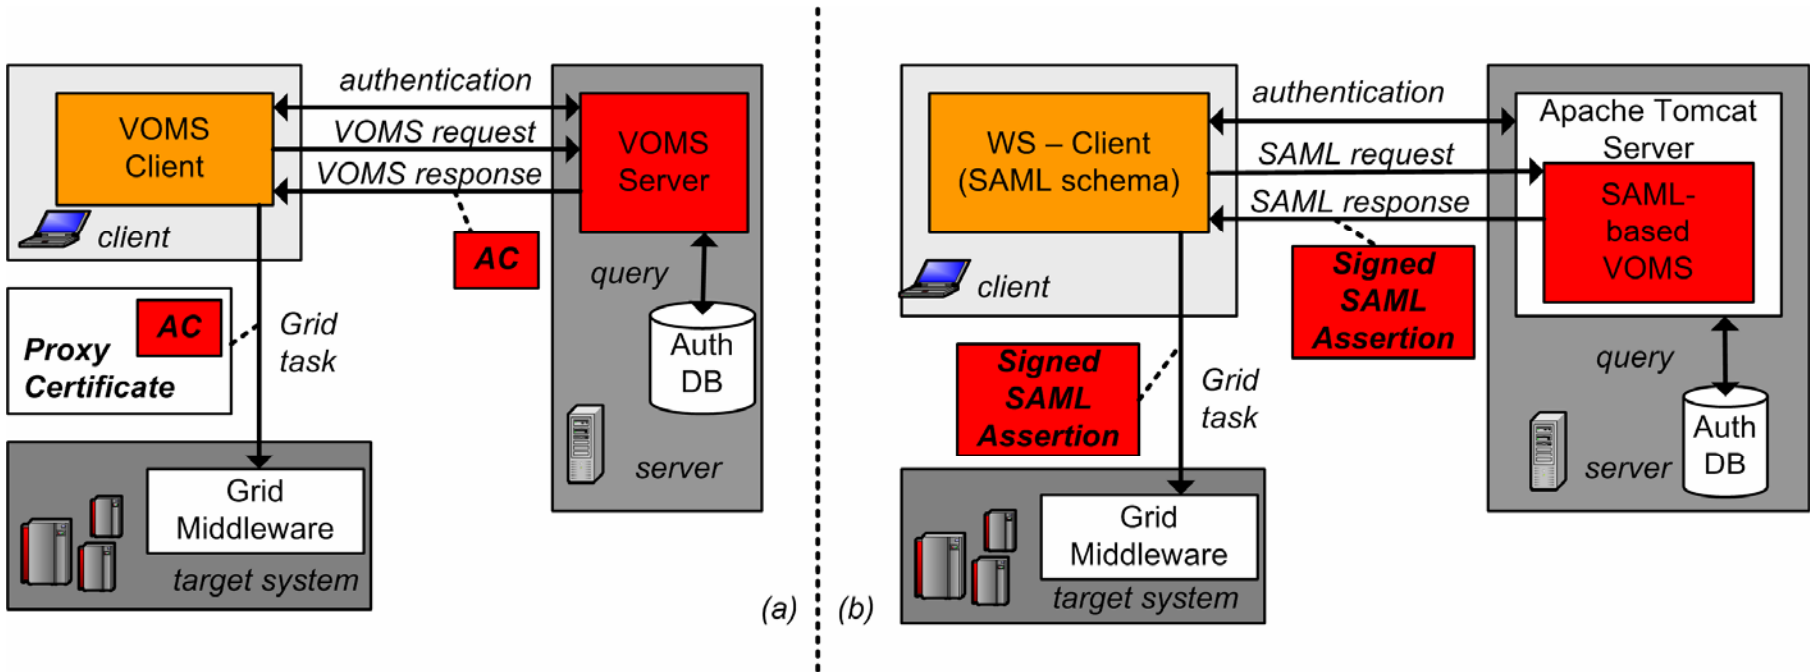 authentication
VOMS
Client
VOMS request
VOMS response
VOMS
Server
client
AC
query
Auth
DB
AC
Proxy
Certificate
Grid
task
server
Grid
Middleware
target system
(a)
(b)
authentication
WS – Client
(SAML schema)
SAML request
SAML response
Apache Tomcat
Server
SAML-
based
VOMS
client
Signed
SAML
Assertion
Signed
SAML
Assertion
Grid
task
query
Auth
DB
server
Grid
Middleware
target system